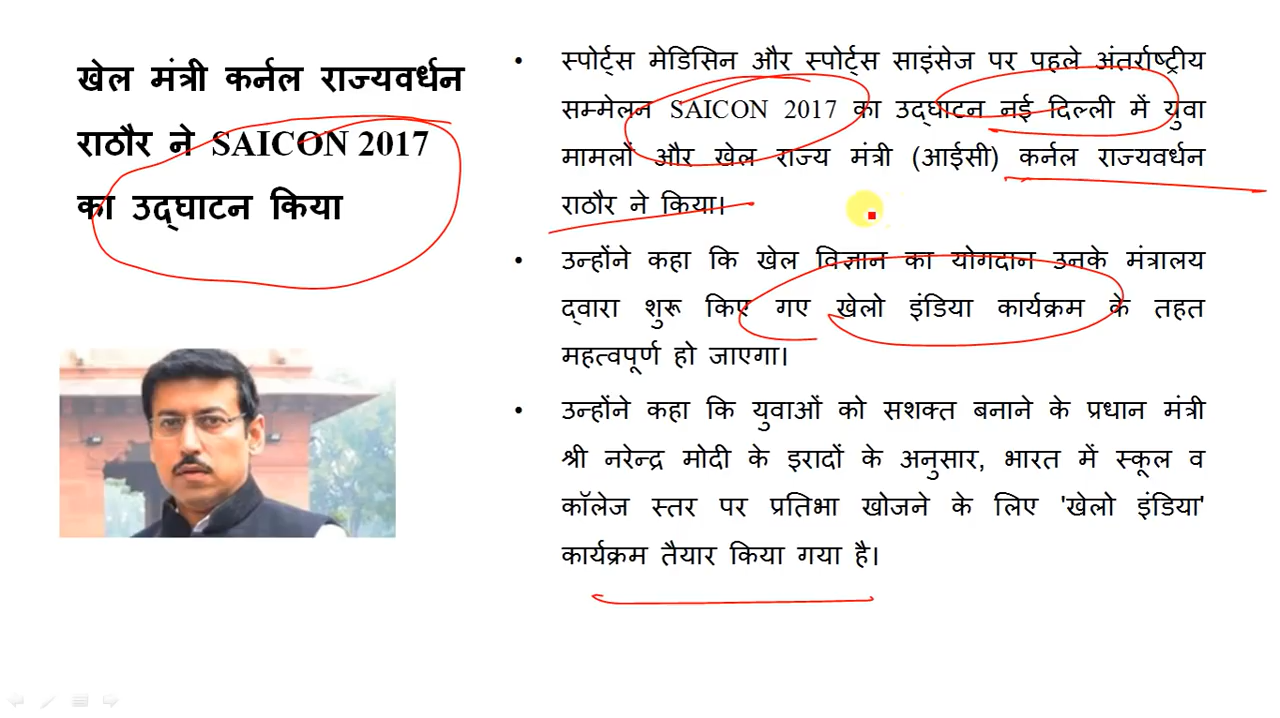 खेल मंत्री कर्नल राज्यवर्धन
राठौर ने SAICON 2017
का उद्घाटन किया
• स्पोर्ट्स मेडिसिन और स्पोर्ट्स साइंसेज पर पहले अंतर्राष्ट्रीय
सम्मेलन SAICON 2017 का उद्घाटन नई दिल्ली में युवा
मामलों और खेल राज्य मंत्री (आईसी) कर्नल राज्यवर्धन
राठौर ने किया।
• उन्होंने कहा कि खेल विज्ञान का योगदान उनके मंत्रालय
द्वारा शुरू किए गए खेलो इंडिया कार्यक्रम के तहत
महत्वपूर्ण हो जाएगा।
• उन्होंने कहा कि युवाओं को सशक्त बनाने के प्रधान मंत्री
श्री नरेन्द्र मोदी के इरादों के अनुसार, भारत में स्कूल व
कॉलेज स्तर पर प्रतिभा खोजने के लिए 'खेलो इंडिया'
कार्यक्रम तैयार किया गया है।